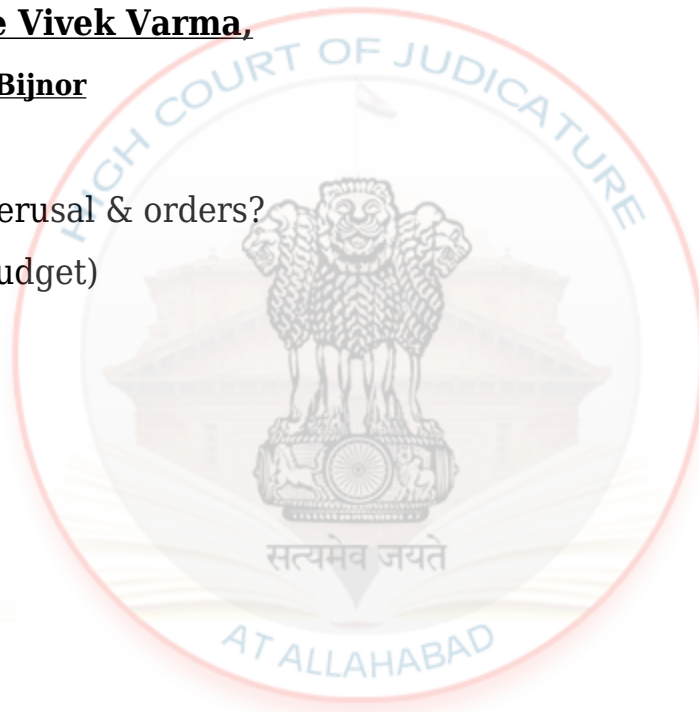 e Vivek Varma,
Bijnor
erusal & orders?
udget)
HIGH COURT OF JUDICATURE
सत्यमेव जयते
AT ALLAHABAD